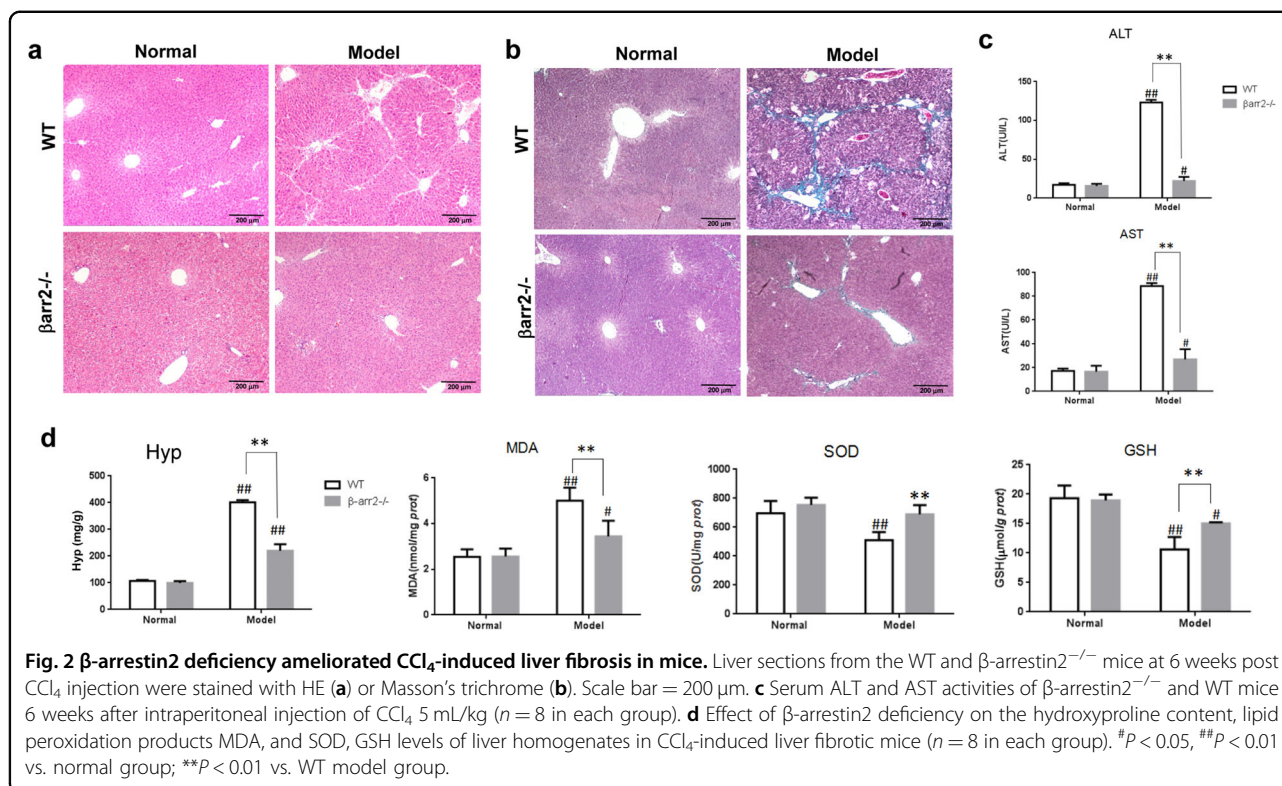 a
Normal
Model
WT
βarr2-/-
200 μm
200 μm
200 μm
200 μm
b
Normal
Model
WT
βarr2-/-
200 μm
200 μm
200 μm
200 μm
c
ALT
**
##
#
WT
βarr2-/-
ALT(UI/L)
150
100
50
0
Normal
Model
AST
**
##
#
AST(UI/L)
100
80
60
40
20
0
Normal
Model
d
Hyp
**
##
##
WT
β-arr2-/-
Hyp (mg/g)
500
400
300
200
100
0
Normal
Model
MDA
**
##
#
MDA(nmol/mg prot)
6
4
2
0
Normal
Model
SOD
**
##
SOD(U/mg prot)
1000
800
600
400
200
0
Normal
Model
GSH
**
##
#
GSH(μmol/g prot)
25
20
15
10
5
0
Normal
Model
Fig. 2 β-arrestin2 deficiency ameliorated CCl₄-induced liver fibrosis in mice. Liver sections from the WT and β-arrestin2⁻/⁻ mice at 6 weeks post
CCl₄ injection were stained with HE (a) or Masson's trichrome (b). Scale bar = 200 μm. c Serum ALT and AST activities of β-arrestin2⁻/⁻ and WT mice
6 weeks after intraperitoneal injection of CCl₄ 5 mL/kg (n = 8 in each group). d Effect of β-arrestin2 deficiency on the hydroxyproline content, lipid
peroxidation products MDA, and SOD, GSH levels of liver homogenates in CCl₄-induced liver fibrotic mice (n = 8 in each group). #P < 0.05, ##P < 0.01
vs. normal group; **P < 0.01 vs. WT model group.